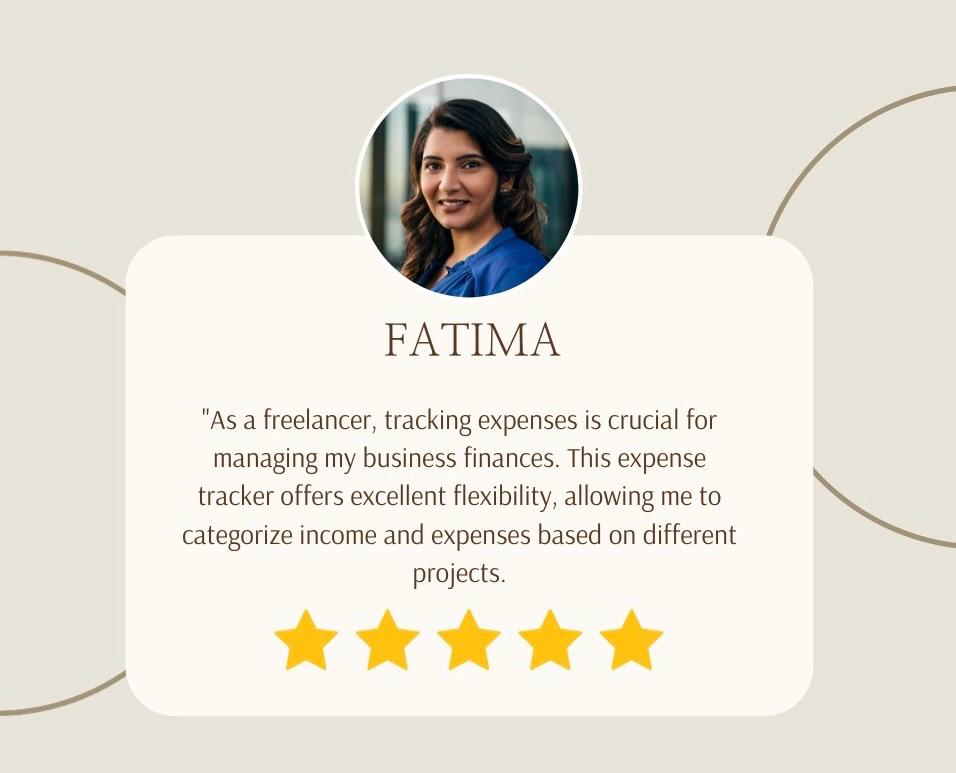 FATIMA
"As a freelancer, tracking expenses is crucial for
managing my business finances. This expense
tracker offers excellent flexibility, allowing me to
categorize income and expenses based on different
projects.